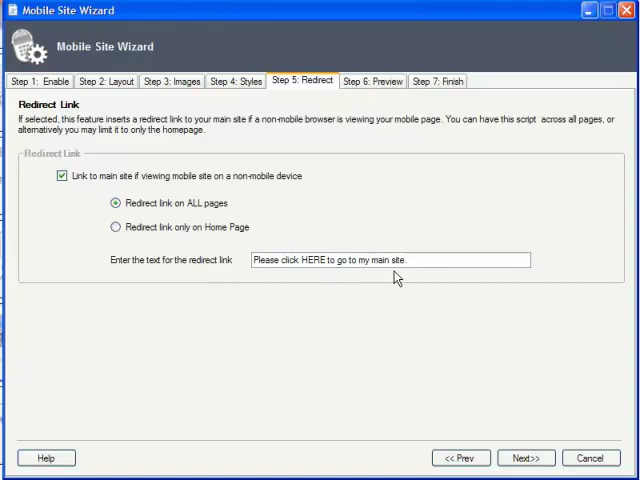 Mobile Site Wizard
Mobile Site Wizard
Step 1: Enable Step 2: Layout Step 3: Images Step 4: Styles Step 5: Redirect Step 6: Preview Step 7: Finish
Redirect Link
If selected, this feature inserts a redirect link to your main site if a non-mobile browser is viewing your mobile page. You can have this script across all pages, or
alternatively you may limit it to only the homepage.
Redirect Link
Link to main site if viewing mobile site on a non-mobile device
Redirect link on ALL pages
Redirect link only on Home Page
Enter the text for the redirect link Please click HERE to go to my main site.
Help << Prev Next>> Cancel